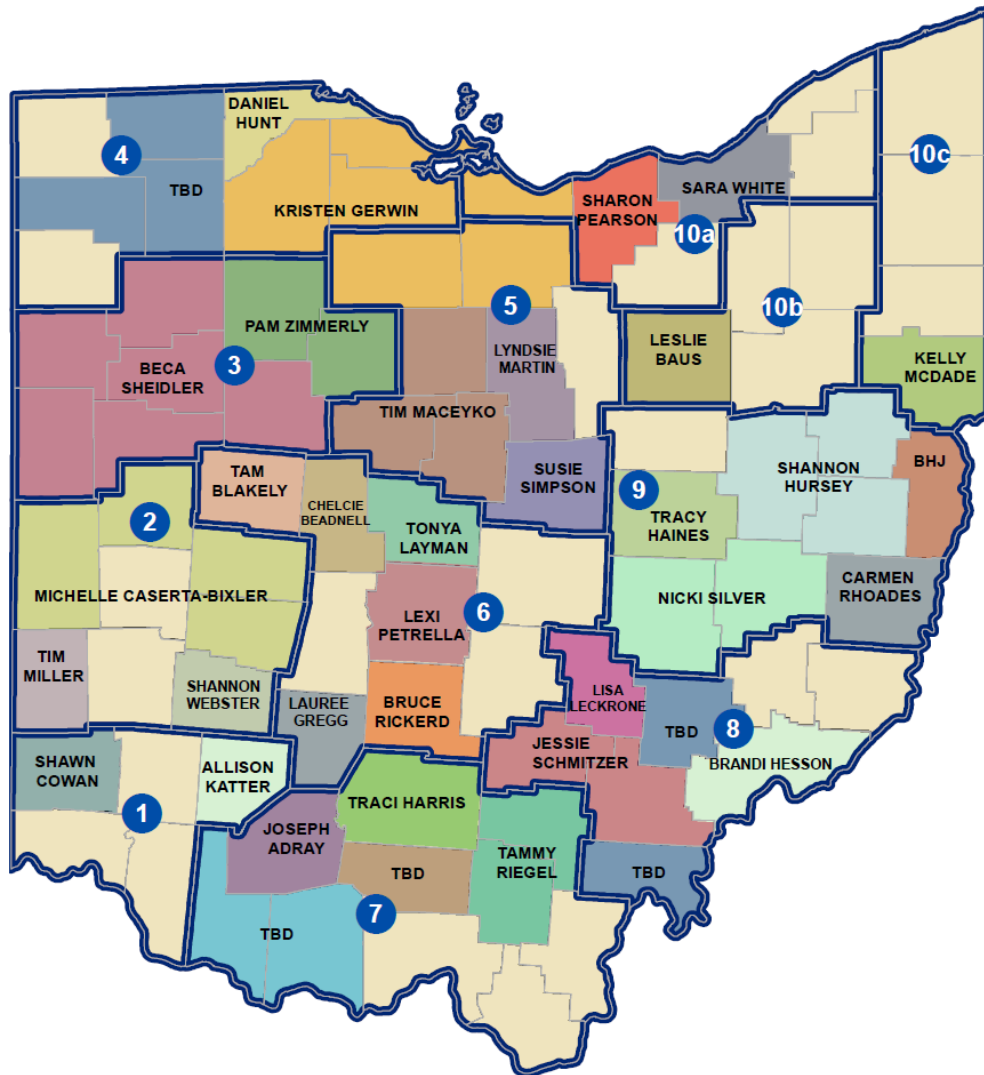 DANIEL
HUNT
4
10c
TBD
SARA WHITE
SHARON
PEARSON
KRISTEN GERWIN
10a
5
10b
PAM ZIMMERLY
LESLIE
BAUS
LYNDSIE
MARTIN
3
BECA
SHEIDLER
KELLY
MCDADE
TIM MACEYKO
BHJ
TAM
BLAKELY
SUSIE
SIMPSON
SHANNON
HURSEY
9
CHELCIE
BEADNELL
TONYA
LAYMAN
TRACY
HAINES
2
MICHELLE CASERTA-BIXLER
NICKI SILVER
CARMEN
RHOADES
6
LEXI
PETRELLA
TIM
MILLER
SHANNON
WEBSTER
LAUREE
GREGG
BRUCE
RICKERD
LISA
LECKRONE
TBD
8
JESSIE
SCHMITZER
BRANDI HESSON
SHAWN
COWAN
ALLISON
KATTER
1
TRACI HARRIS
JOSEPH
ADRAY
TBD
TAMMY
RIEGEL
TBD
7
TBD